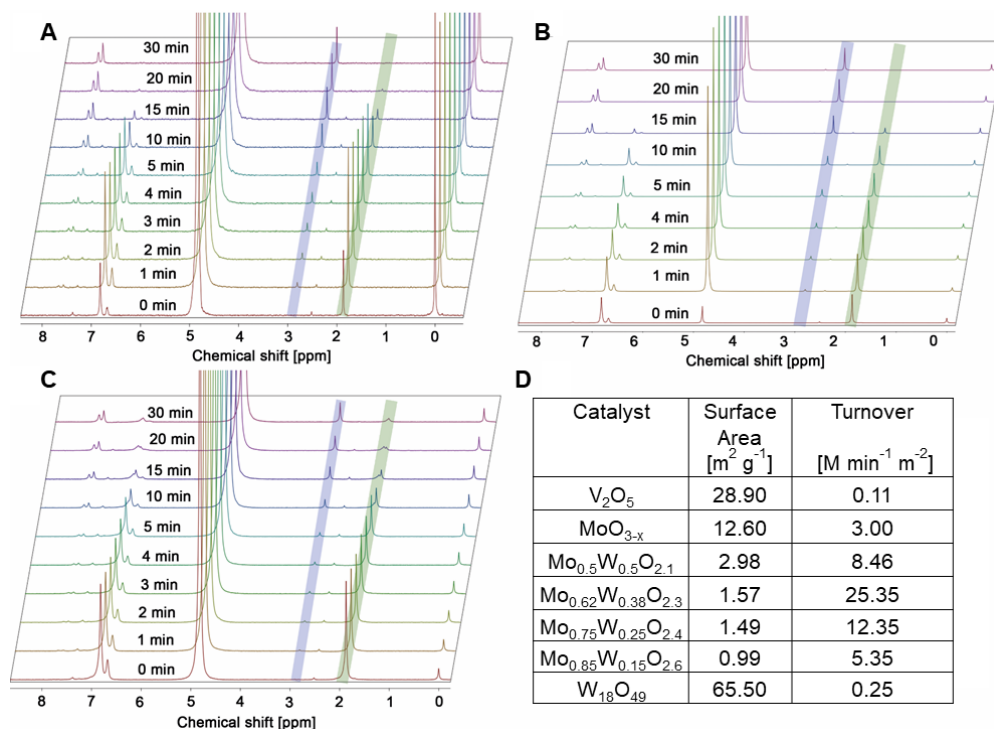 A
30 min
20 min
15 min
10 min
5 min
4 min
3 min
2 min
1 min
0 min
8 7 6 5 4 3 2 1 0
Chemical shift [ppm]
B
30 min
20 min
15 min
10 min
5 min
4 min
2 min
1 min
0 min
8 7 6 5 4 3 2 1 0
Chemical shift [ppm]
C
30 min
20 min
15 min
10 min
5 min
4 min
3 min
2 min
1 min
0 min
8 7 6 5 4 3 2 1 0
Chemical shift [ppm]
D
Catalyst Surface Area [m² g⁻¹] Turnover [M min⁻¹ m⁻²]
V₂O₅ 28.90 0.11
MoO₃₋ₓ 12.60 3.00
Mo₀.₅W₀.₅O₂.₁ 2.98 8.46
Mo₀.₆₂W₀.₃₈O₂.₃ 1.57 25.35
Mo₀.₇₅W₀.₂₅O₂.₄ 1.49 12.35
Mo₀.₈₅W₀.₁₅O₂.₆ 0.99 5.35
W₁₈O₄₉ 65.50 0.25